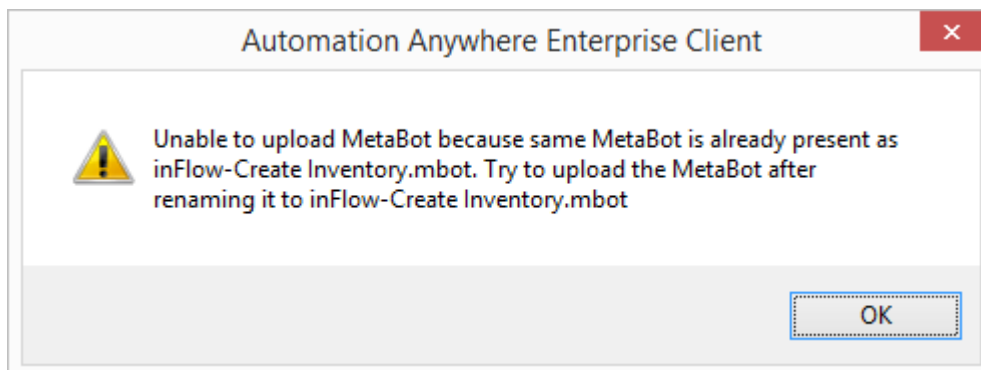 Automation Anywhere Enterprise Client
Unable to upload MetaBot because same MetaBot is already present as
inFlow-Create Inventory.mbot. Try to upload the MetaBot after
renaming it to inFlow-Create Inventory.mbot
OK